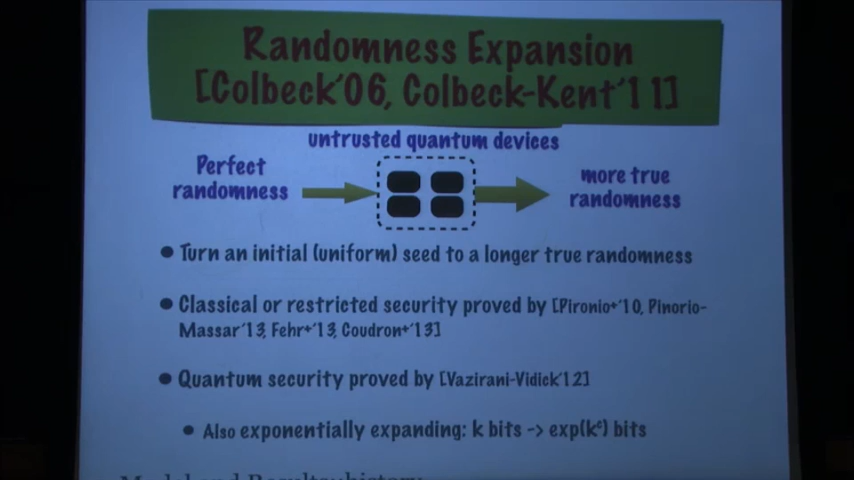 Randomness Expansion
[Colbeck'06, Colbeck-Kent'11]
untrusted quantum devices
Perfect
randomness
more true
randomness
Turn an initial (uniform) seed to a longer true randomness
Classical or restricted security proved by [Pironio+'10, Pinorio-
Massar'13, Fehr+'13, Coudron+'13]
Quantum security proved by [Vazirani-Vidick'12]
Also exponentially expanding: k bits -> exp(kᶜ) bits